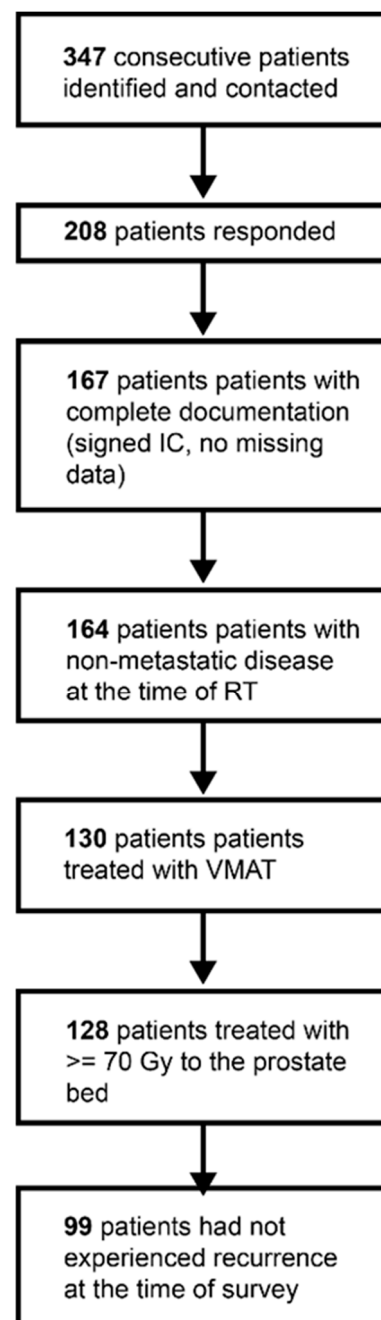 347 consecutive patients
identified and contacted
208 patients responded
167 patients patients with
complete documentation
(signed IC, no missing
data)
164 patients patients with
non-metastatic disease
at the time of RT
130 patients patients
treated with VMAT
128 patients treated with
>= 70 Gy to the prostate
bed
99 patients had not
experienced recurrence
at the time of survey